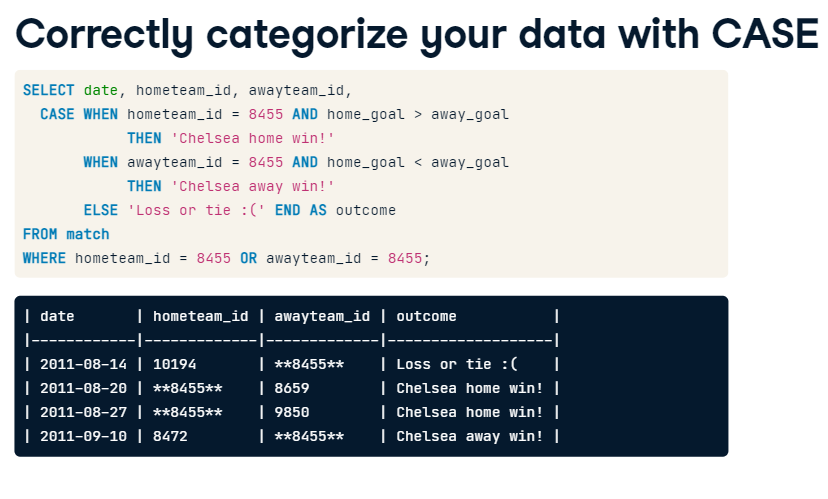 Correctly categorize your data with CASE
SELECT date, hometeam_id, awayteam_id,
  CASE WHEN hometeam_id = 8455 AND home_goal > away_goal
            THEN 'Chelsea home win!'
       WHEN awayteam_id = 8455 AND home_goal < away_goal
            THEN 'Chelsea away win!'
       ELSE 'Loss or tie :(' END AS outcome
FROM match
WHERE hometeam_id = 8455 OR awayteam_id = 8455;
| date       | hometeam_id | awayteam_id | outcome           |
|------------|-------------|-------------|-------------------|
| 2011-08-14 | 10194       | **8455**    | Loss or tie :(    |
| 2011-08-20 | **8455**    | 8659        | Chelsea home win! |
| 2011-08-27 | **8455**    | 9850        | Chelsea home win! |
| 2011-09-10 | 8472        | **8455**    | Chelsea away win! |